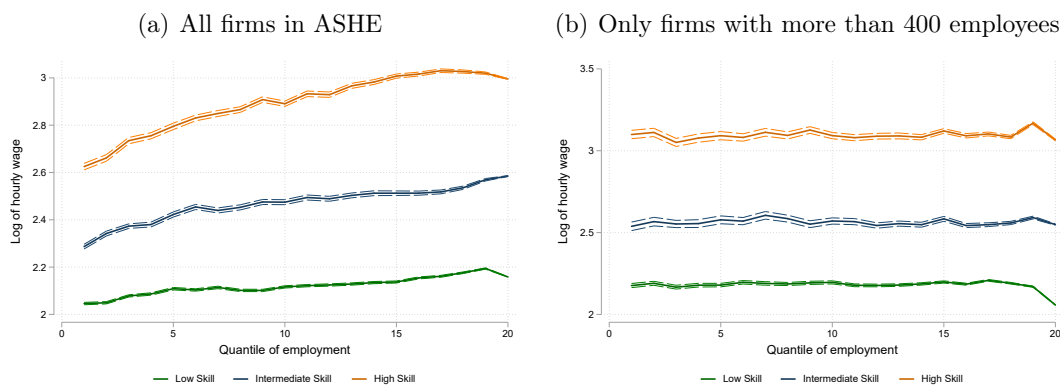 (a) All firms in ASHE
3
2.8
2.6
2.4
2.2
2
Log of hourly wage
0 5 10 15 20
Quantile of employment
Low Skill Intermediate Skill High Skill
(b) Only firms with more than 400 employees
3.5
3
2.5
2
Log of hourly wage
0 5 10 15 20
Quantile of employment
Low Skill Intermediate Skill High Skill